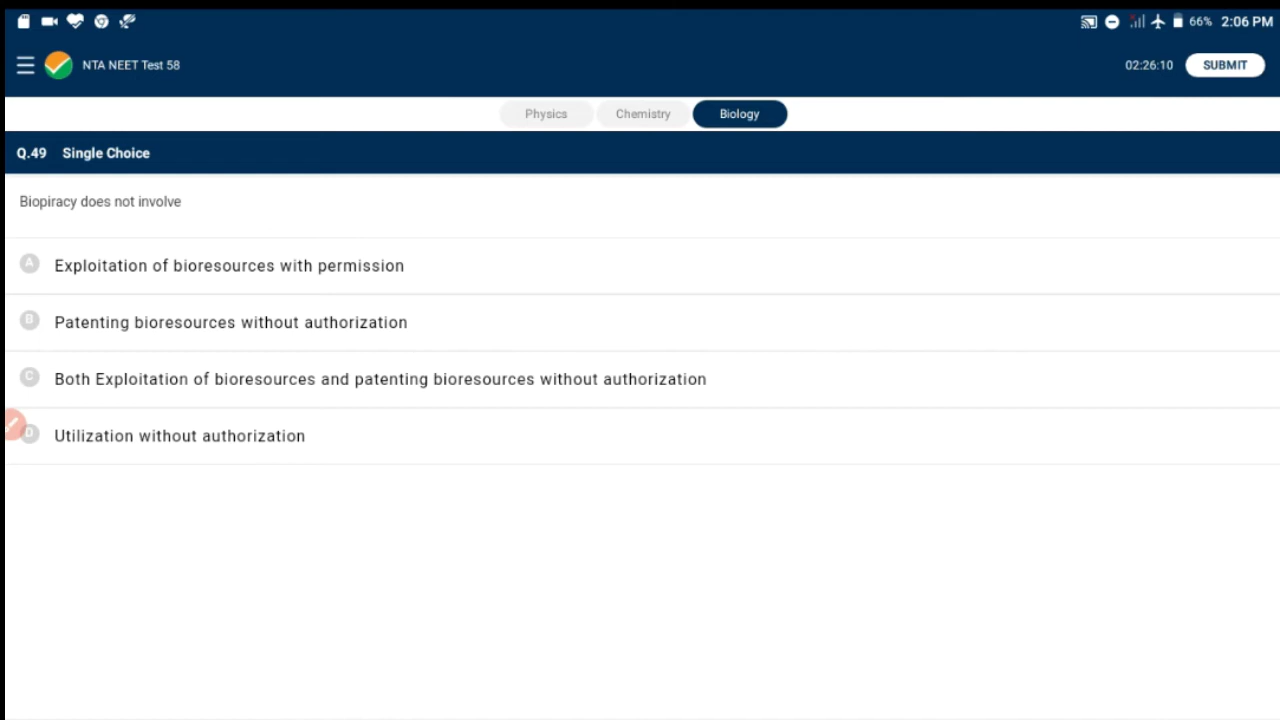 66% 2:06 PM
NTA NEET Test 58
02:26:10 SUBMIT
Physics Chemistry Biology
Q.49 Single Choice
Biopiracy does not involve
A Exploitation of bioresources with permission
B Patenting bioresources without authorization
C Both Exploitation of bioresources and patenting bioresources without authorization
D Utilization without authorization